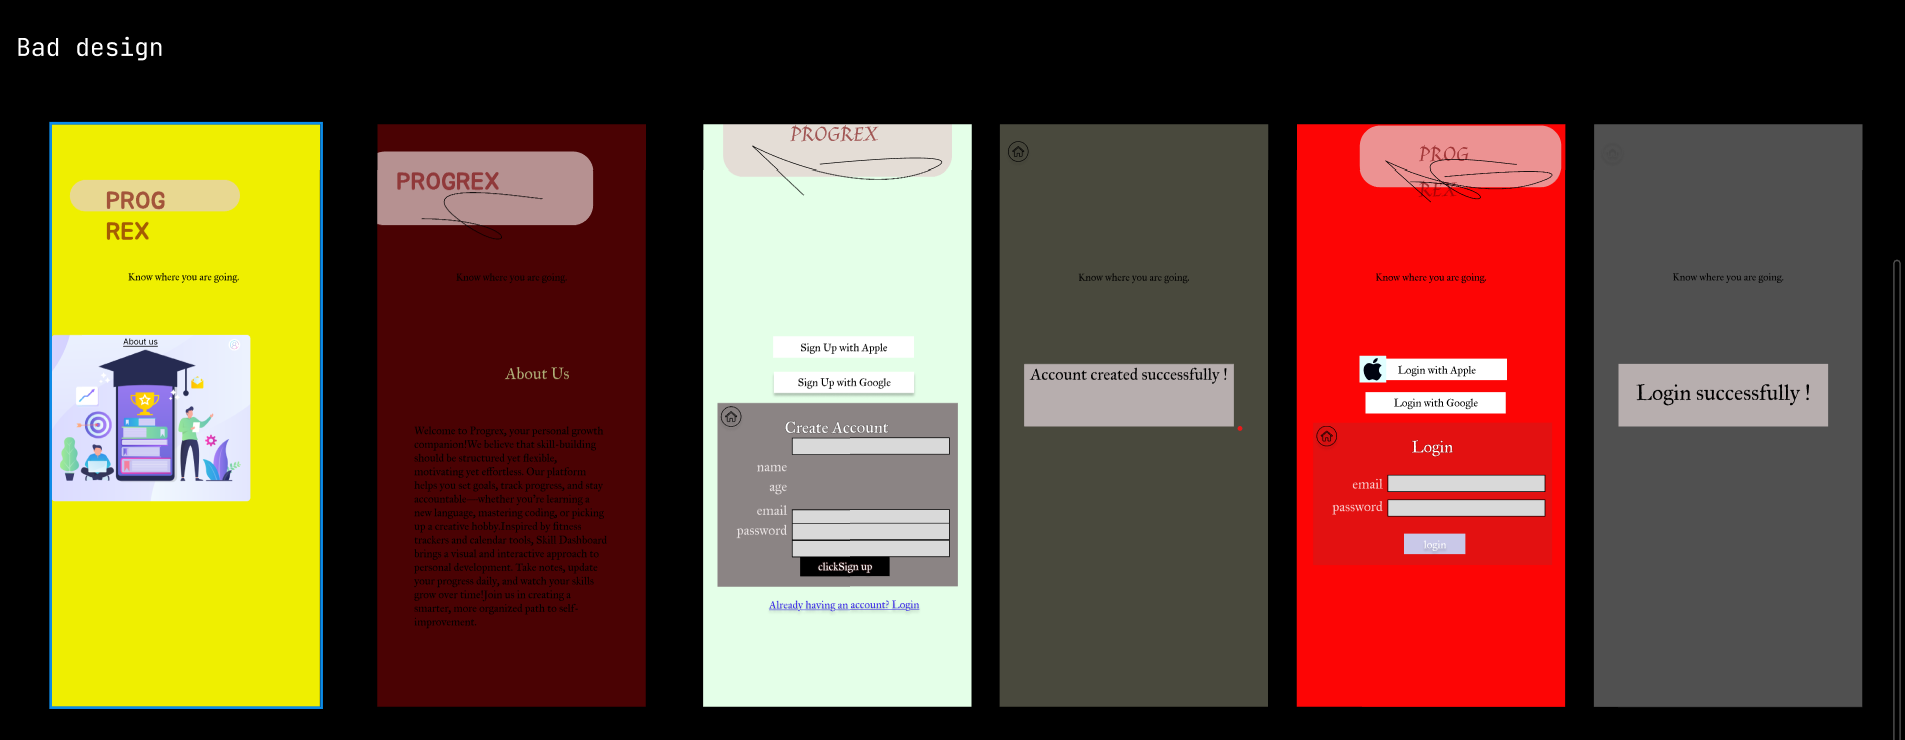 Bad design
PROG
REX
Know where you are going.
About us
PROGREX
Know where you are going.
About Us
Welcome to Progrex, your personal growth
companion!We believe that skill-building
should be structured yet flexible,
motivating yet effortless. Our platform
helps you set goals, track progress, and stay
accountable—whether you're learning a
new language, mastering coding, or picking
up a creative hobby.Inspired by fitness
trackers and calendar tools, Skill Dashboard
brings a visual and interactive approach to
personal development. Take notes, update
your progress daily, and watch your skills
grow over time!Join us in creating a
smarter, more organized path to self-
improvement.
PROGREX
Sign Up with Apple
Sign Up with Google
Create Account
name
age
email
password
clickSign up
Already having an account? Login
Know where you are going.
Account created successfully !
PROG
REX
Know where you are going.
Login with Apple
Login with Google
Login
email
password
login
Know where you are going.
Login successfully !